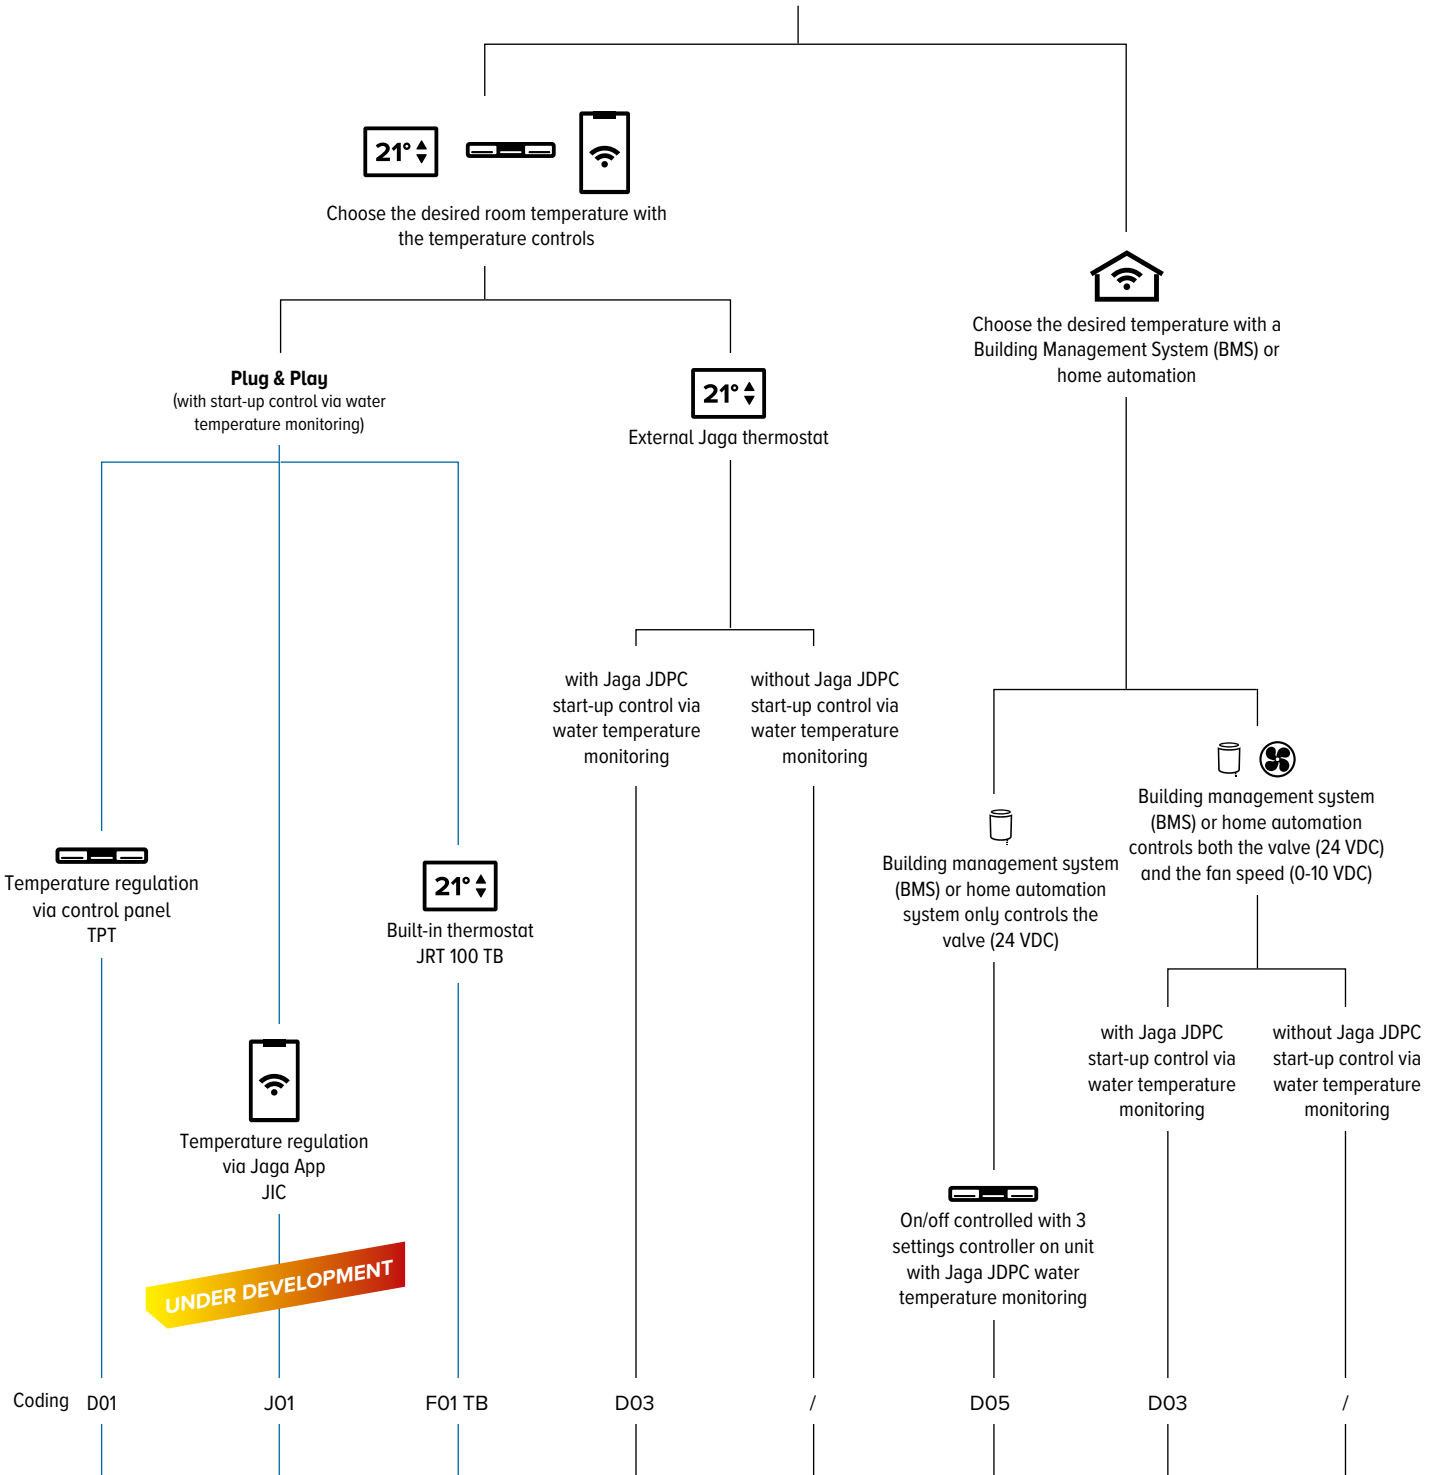 21°
Choose the desired room temperature with
the temperature controls
Choose the desired temperature with a
Building Management System (BMS) or
home automation
Plug & Play
(with start-up control via water
temperature monitoring)
21°
External Jaga thermostat
with Jaga JDPC
start-up control via
water temperature
monitoring
without Jaga JDPC
start-up control via
water temperature
monitoring
Building management system
(BMS) or home automation
controls both the valve (24 VDC)
and the fan speed (0-10 VDC)
Building management system
(BMS) or home automation
system only controls the
valve (24 VDC)
Temperature regulation
via control panel
TPT
21°
Built-in thermostat
JRT 100 TB
with Jaga JDPC
start-up control via
water temperature
monitoring
without Jaga JDPC
start-up control via
water temperature
monitoring
Temperature regulation
via Jaga App
JIC
On/off controlled with 3
settings controller on unit
with Jaga JDPC water
temperature monitoring
UNDER DEVELOPMENT
Coding D01 J01 F01 TB D03 / D05 D03 /